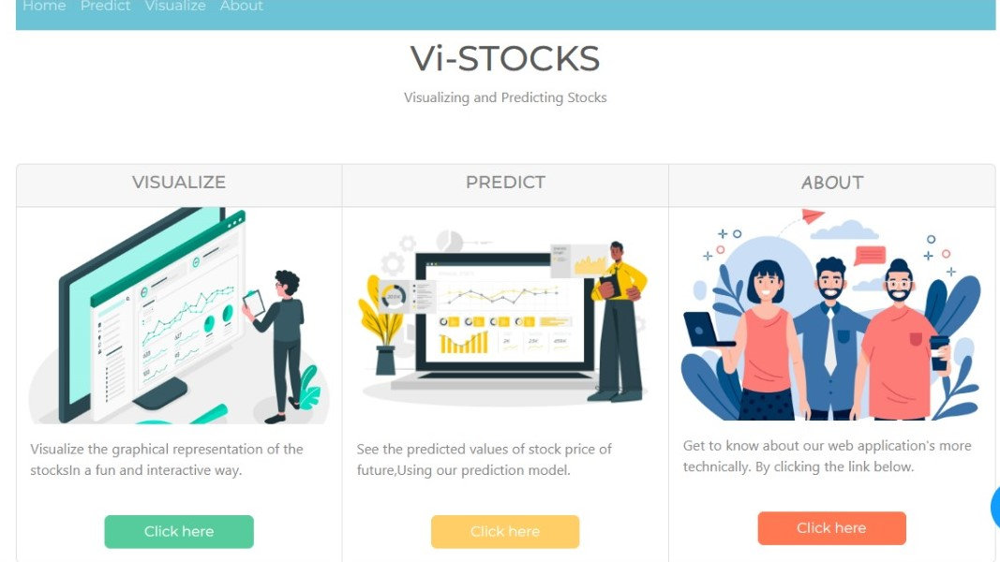 Home Predict Visualize About
Vi-STOCKS
Visualizing and Predicting Stocks
VISUALIZE
PREDICT
ABOUT
Visualize the graphical representation of the
stocksIn a fun and interactive way.
See the predicted values of stock price of
future,Using our prediction model.
Get to know about our web application's more
technically. By clicking the link below.
Click here
Click here
Click here